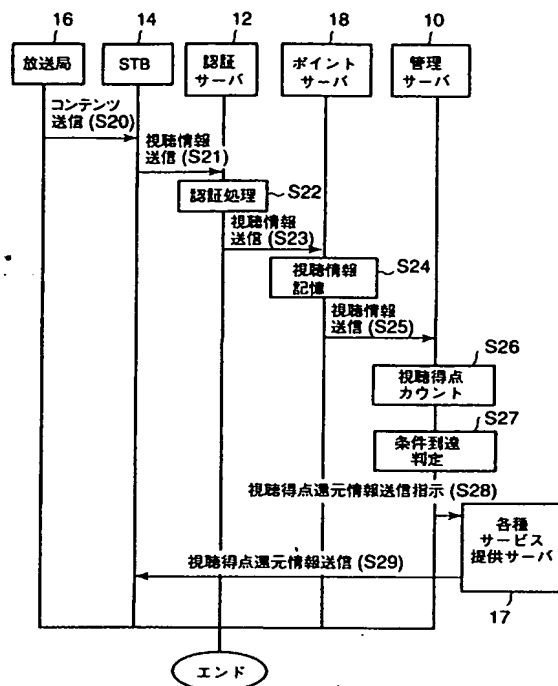 16
14
12
18
10
放送局
STB
認証
サーバ
ポイント
サーバ
管理
サーバ
コンテンツ
送信 (S20)
視聴情報
送信 (S21)
認証処理
S22
視聴情報
送信 (S23)
視聴情報
記憶
S24
視聴情報
送信 (S25)
S26
視聴得点
カウント
S27
条件到達
判定
視聴得点還元情報送信指示 (S28)
各種
サービス
提供サーバ
視聴得点還元情報送信 (S29)
17
エンド